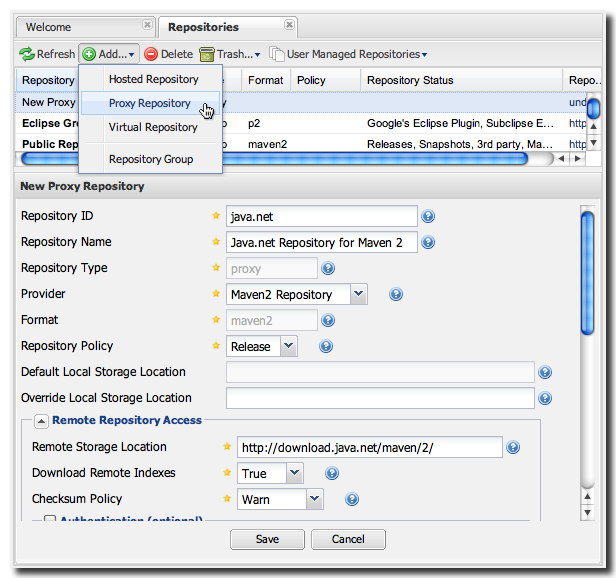 Welcome Repositories
Refresh Add... Delete Trash... User Managed Repositories
Repository Format Policy Repository Status Repo...
Hosted Repository
New Proxy und
Proxy Repository
Eclipse Gr p2 Google's Eclipse Plugin, Subclipse E... http
Virtual Repository
Public Rep maven2 Releases, Snapshots, 3rd party, Ma... http
Repository Group
New Proxy Repository
Repository ID java.net
Repository Name Java.net Repository for Maven 2
Repository Type proxy
Provider Maven2 Repository
Format maven2
Repository Policy Release
Default Local Storage Location
Override Local Storage Location
Remote Repository Access
Remote Storage Location http://download.java.net/maven/2/
Download Remote Indexes True
Checksum Policy Warn
Authentication (optional)
Save Cancel